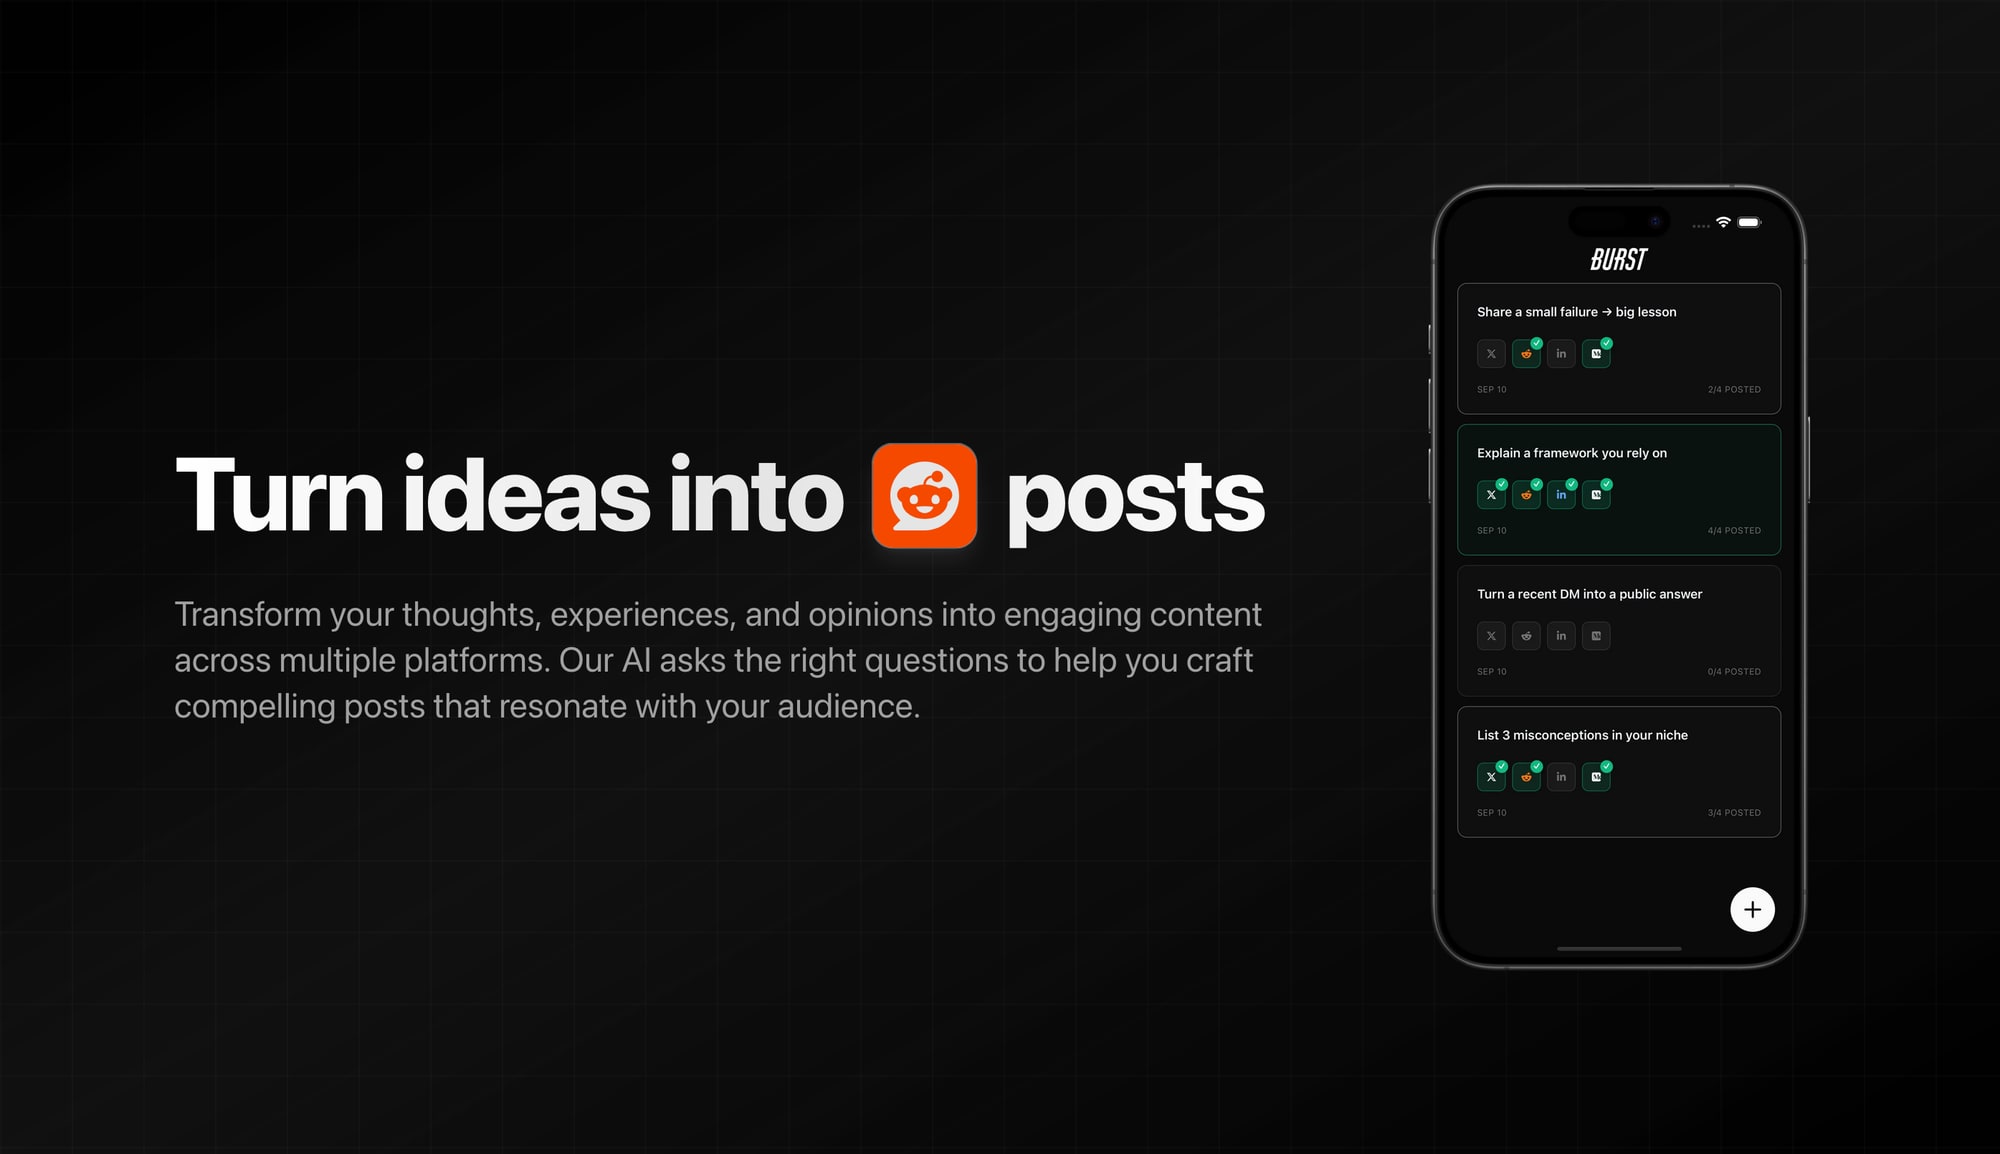 Turn ideas into posts
Transform your thoughts, experiences, and opinions into engaging content
across multiple platforms. Our AI asks the right questions to help you craft
compelling posts that resonate with your audience.
BURST
Share a small failure → big lesson
X in M
SEP 10 2/4 POSTED
Explain a framework you rely on
X in M
SEP 10 4/4 POSTED
Turn a recent DM into a public answer
X in M
SEP 10 0/4 POSTED
List 3 misconceptions in your niche
X in M
SEP 10 3/4 POSTED